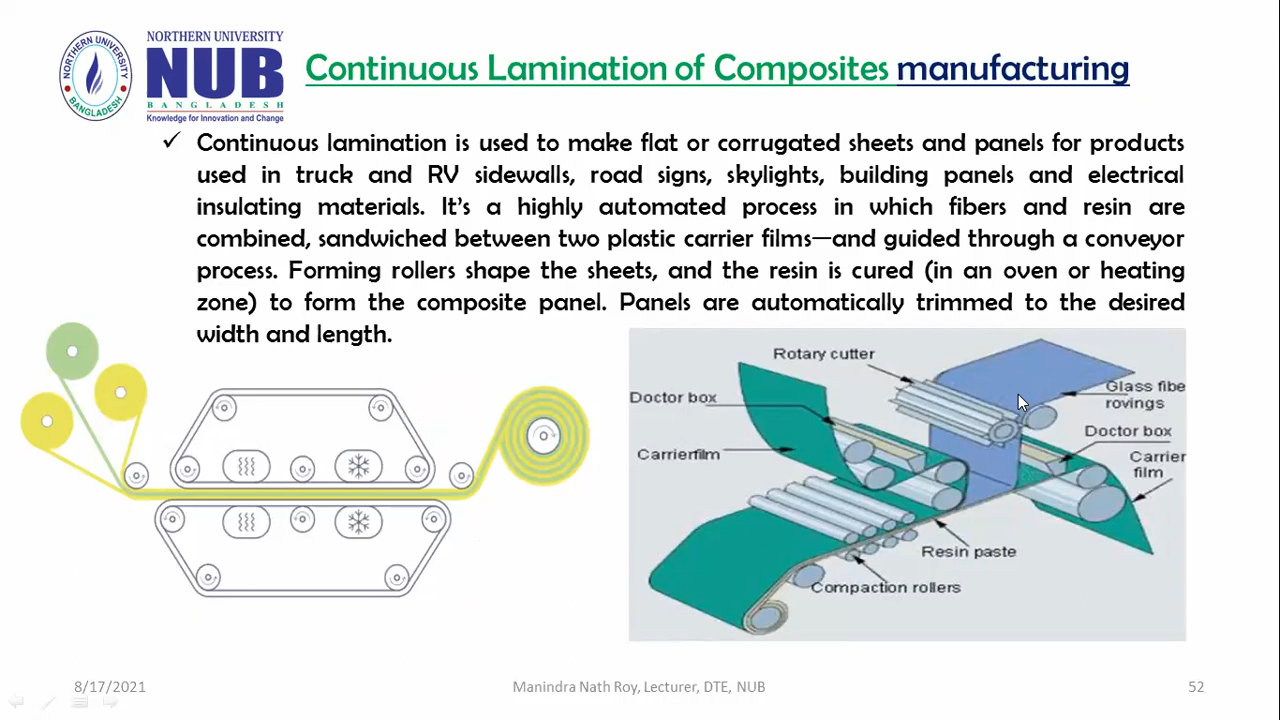 NORTHERN UNIVERSITY
NUB
BANGLADESH
Knowledge for Innovation and Change
NORTHERN UNIVERSITY
BANGLADESH
Continuous Lamination of Composites manufacturing
✓ Continuous lamination is used to make flat or corrugated sheets and panels for products
used in truck and RV sidewalls, road signs, skylights, building panels and electrical
insulating materials. It's a highly automated process in which fibers and resin are
combined, sandwiched between two plastic carrier films—and guided through a conveyor
process. Forming rollers shape the sheets, and the resin is cured (in an oven or heating
zone) to form the composite panel. Panels are automatically trimmed to the desired
width and length.
Rotary cutter
Doctor box
Glass fibe
rovings
Doctor box
Carrierfilm
Carrier
film
Resin paste
Compaction rollers
8/17/2021
Manindra Nath Roy, Lecturer, DTE, NUB
52